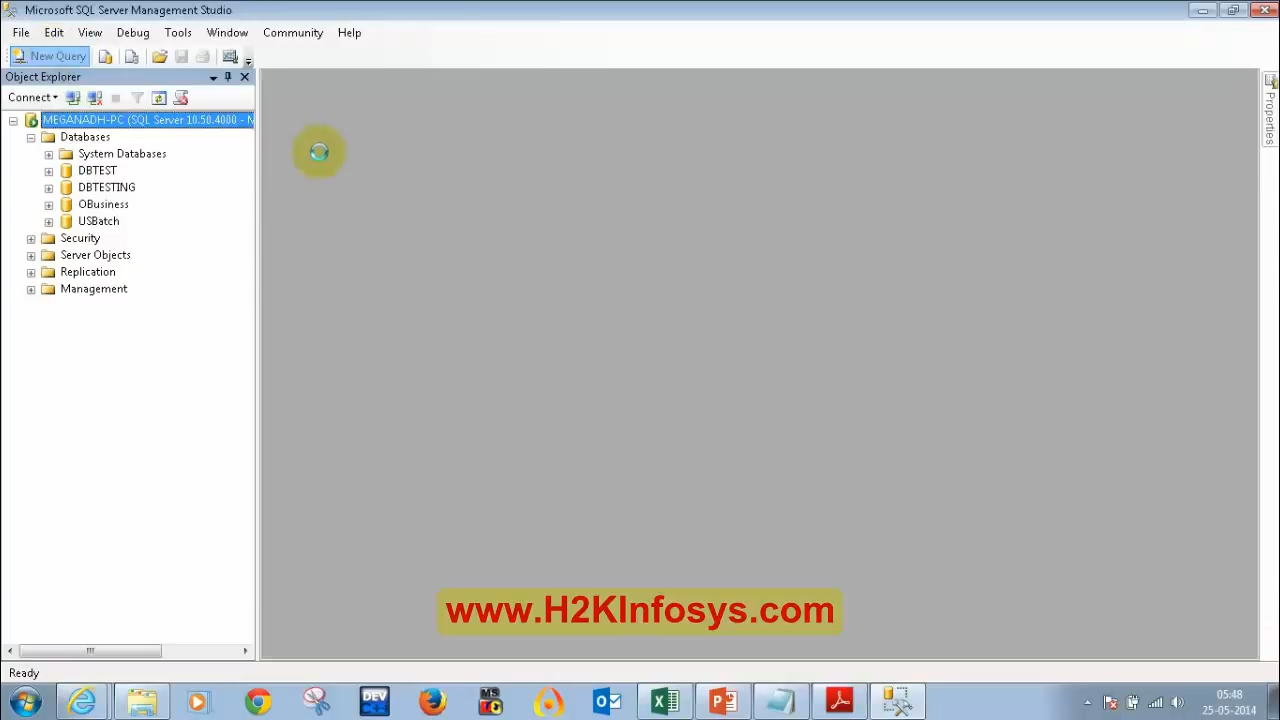 Microsoft SQL Server Management Studio
File Edit View Debug Tools Window Community Help
New Query
Object Explorer
Connect
MEGANADH-PC (SQL Server 10.50.4000 -
Databases
System Databases
DBTEST
DBTESTING
OBusiness
USBatch
Security
Server Objects
Replication
Management
Properties
www.H2KInfosys.com
Ready
DEV
MS
05:48
25-05-2014